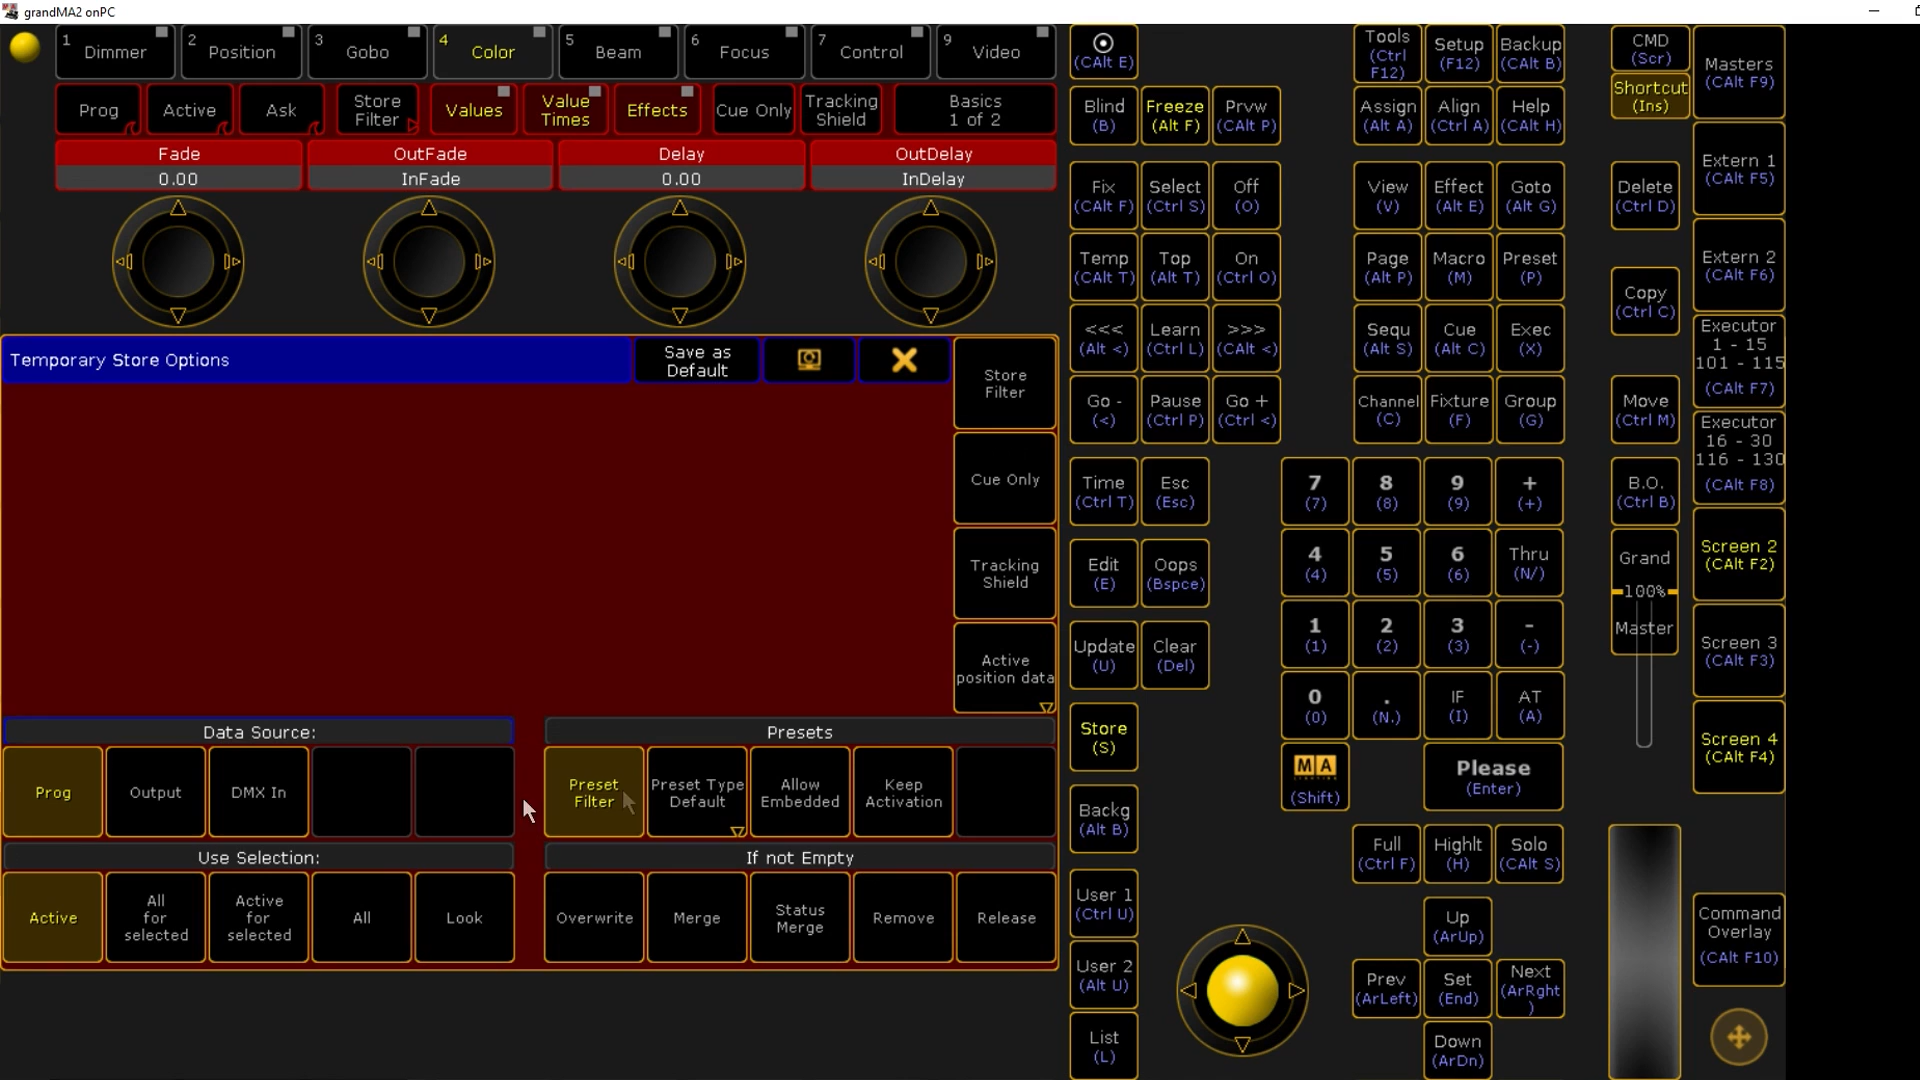 grandMA2 onPC
1 Dimmer
2 Position
3 Gobo
4 Color
5 Beam
6 Focus
7 Control
9 Video
Prog
Active
Ask
Store
Filter
Values
Value
Times
Effects
Cue Only
Tracking
Shield
Basics
1 of 2
Fade
0.00
OutFade
InFade
Delay
0.00
OutDelay
InDelay
Temporary Store Options
Save as
Default
Store
Filter
Cue Only
Tracking
Shield
Active
position data
Data Source:
Prog
Output
DMX In
Presets
Preset
Filter
Preset Type
Default
Allow
Embedded
Keep
Activation
Use Selection:
Active
All
for
selected
Active
for
selected
All
Look
If not Empty
Overwrite
Merge
Status
Merge
Remove
Release
(CAlt E)
Blind
(B)
Freeze
(Alt F)
Prvw
(CAlt P)
Fix
(CAlt F)
Select
(Ctrl S)
Off
(O)
Temp
(CAlt T)
Top
(Alt T)
On
(Ctrl O)
<<<
(Alt <)
Learn
(Ctrl L)
>>>
(CAlt <)
Go -
(<)
Pause
(Ctrl P)
Go +
(Ctrl <)
Time
(Ctrl T)
Esc
(Esc)
Edit
(E)
Oops
(Bspce)
Update
(U)
Clear
(Del)
Store
(S)
Backg
(Alt B)
User 1
(Ctrl U)
User 2
(Alt U)
List
(L)
Tools
(Ctrl
F12)
Setup
(F12)
Backup
(CAlt B)
Assign
(Alt A)
Align
(Ctrl A)
Help
(CAlt H)
View
(V)
Effect
(Alt E)
Goto
(Alt G)
Page
(Alt P)
Macro
(M)
Preset
(P)
Sequ
(Alt S)
Cue
(Alt C)
Exec
(X)
Channel
(C)
Fixture
(F)
Group
(G)
7
(7)
8
(8)
9
(9)
+
(+)
4
(4)
5
(5)
6
(6)
Thru
(N/)
1
(1)
2
(2)
3
(3)
-
(-)
0
(0)
.
(N.)
IF
(I)
AT
(A)
MA
(Shift)
Please
(Enter)
Full
(Ctrl F)
Highlt
(H)
Solo
(CAlt S)
Up
(ArUp)
Prev
(ArLeft)
Set
(End)
Next
(ArRght
)
Down
(ArDn)
CMD
(Scr)
Shortcut
(Ins)
Delete
(Ctrl D)
Copy
(Ctrl C)
Move
(Ctrl M)
B.O.
(Ctrl B)
Grand
100%
Master
Masters
(CAlt F9)
Extern 1
(CAlt F5)
Extern 2
(CAlt F6)
Executor
1 - 15
101 - 115
(CAlt F7)
Executor
16 - 30
116 - 130
(CAlt F8)
Screen 2
(CAlt F2)
Screen 3
(CAlt F3)
Screen 4
(CAlt F4)
Command
Overlay
(CAlt F10)